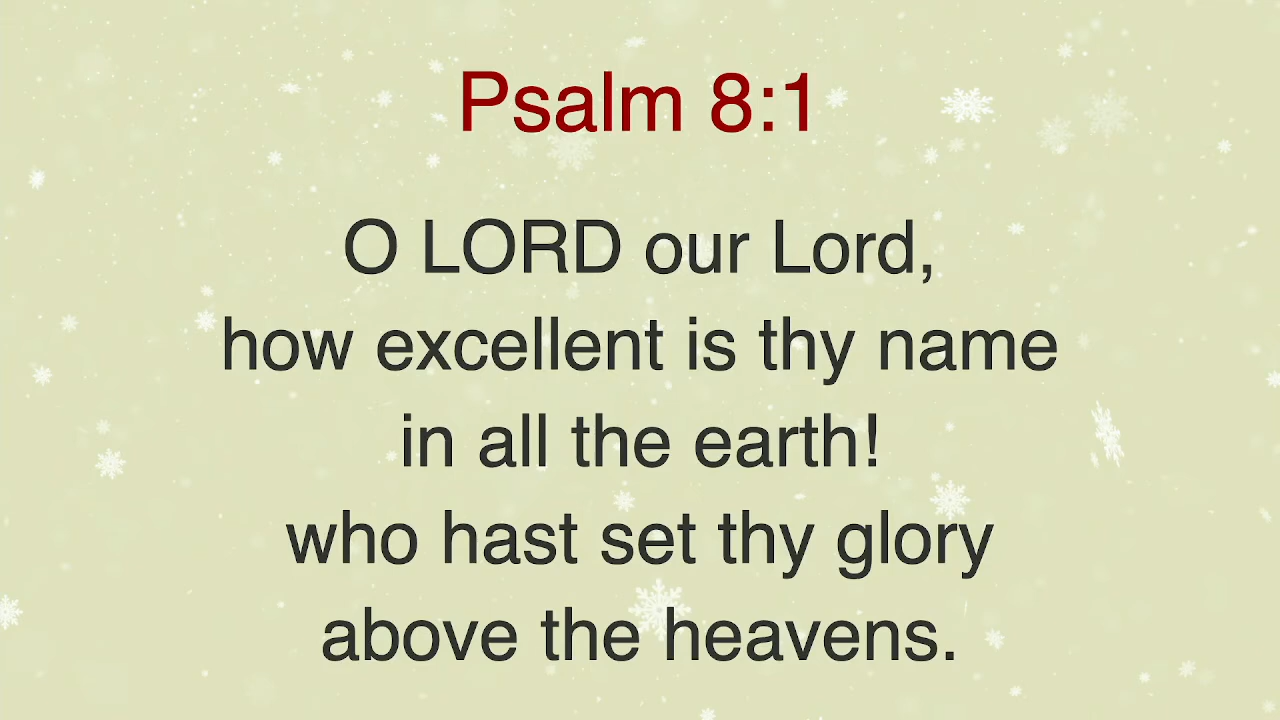 Psalm 8:1
O LORD our Lord,
how excellent is thy name
in all the earth!
who hast set thy glory
above the heavens.